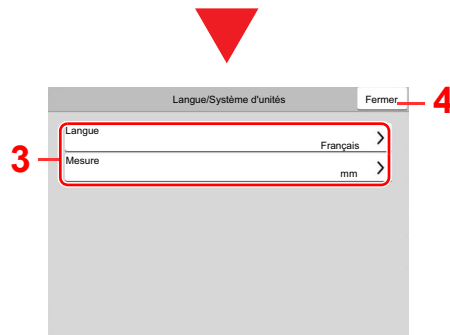 Langue/Système d'unités
Fermer
4
3
Langue
Français
Mesure
mm